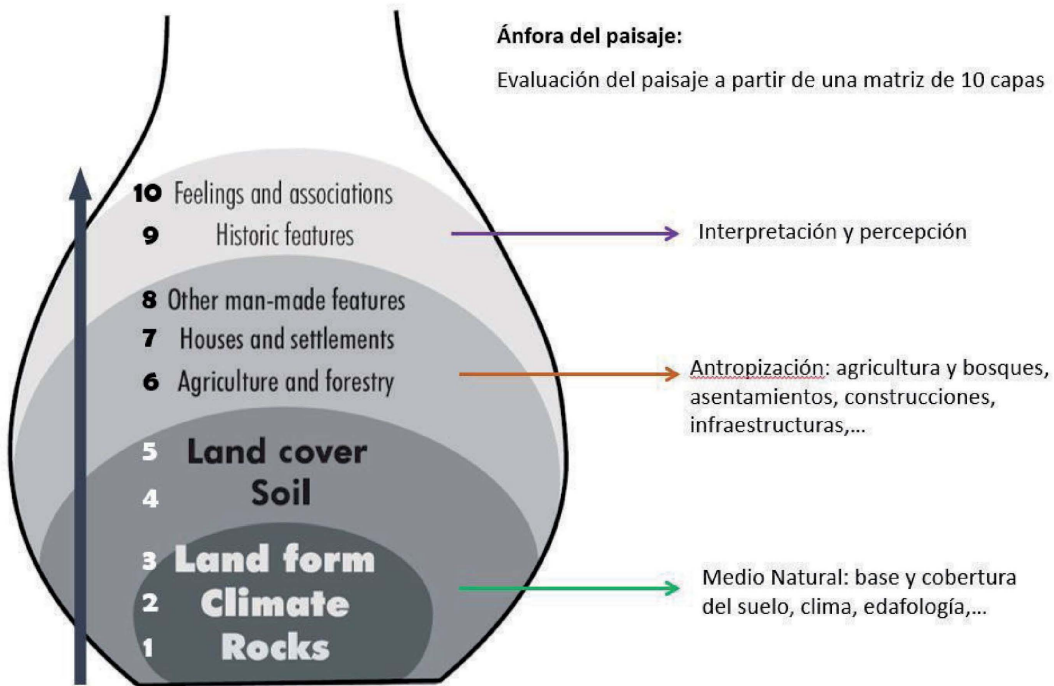 Ánfora del paisaje:
Evaluación del paisaje a partir de una matriz de 10 capas
10 Feelings and associations
9 Historic features
Interpretación y percepción
8 Other man-made features
7 Houses and settlements
6 Agriculture and forestry
Antropización: agricultura y bosques,
asentamientos, construcciones,
infraestructuras,...
5 Land cover
4 Soil
3 Land form
2 Climate
1 Rocks
Medio Natural: base y cobertura
del suelo, clima, edafología,...